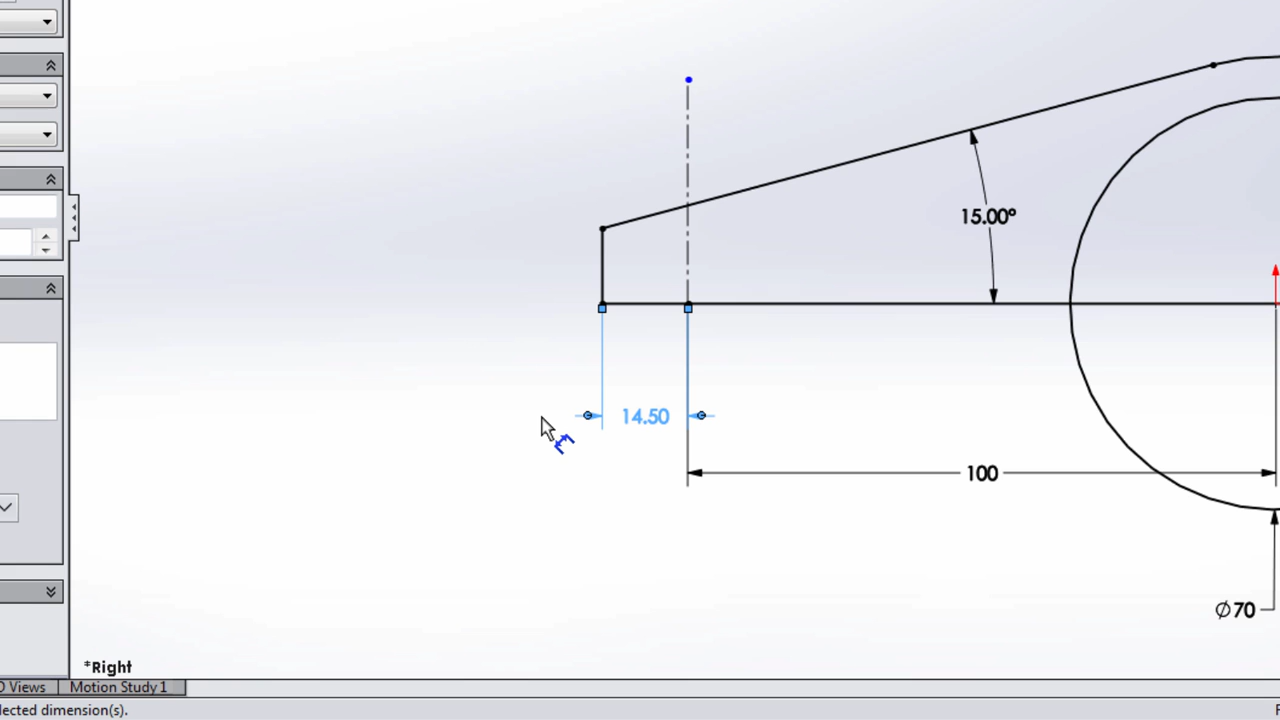 15.00°
14.50
100
Ø70
*Right
D Views Motion Study 1
lected dimension(s).